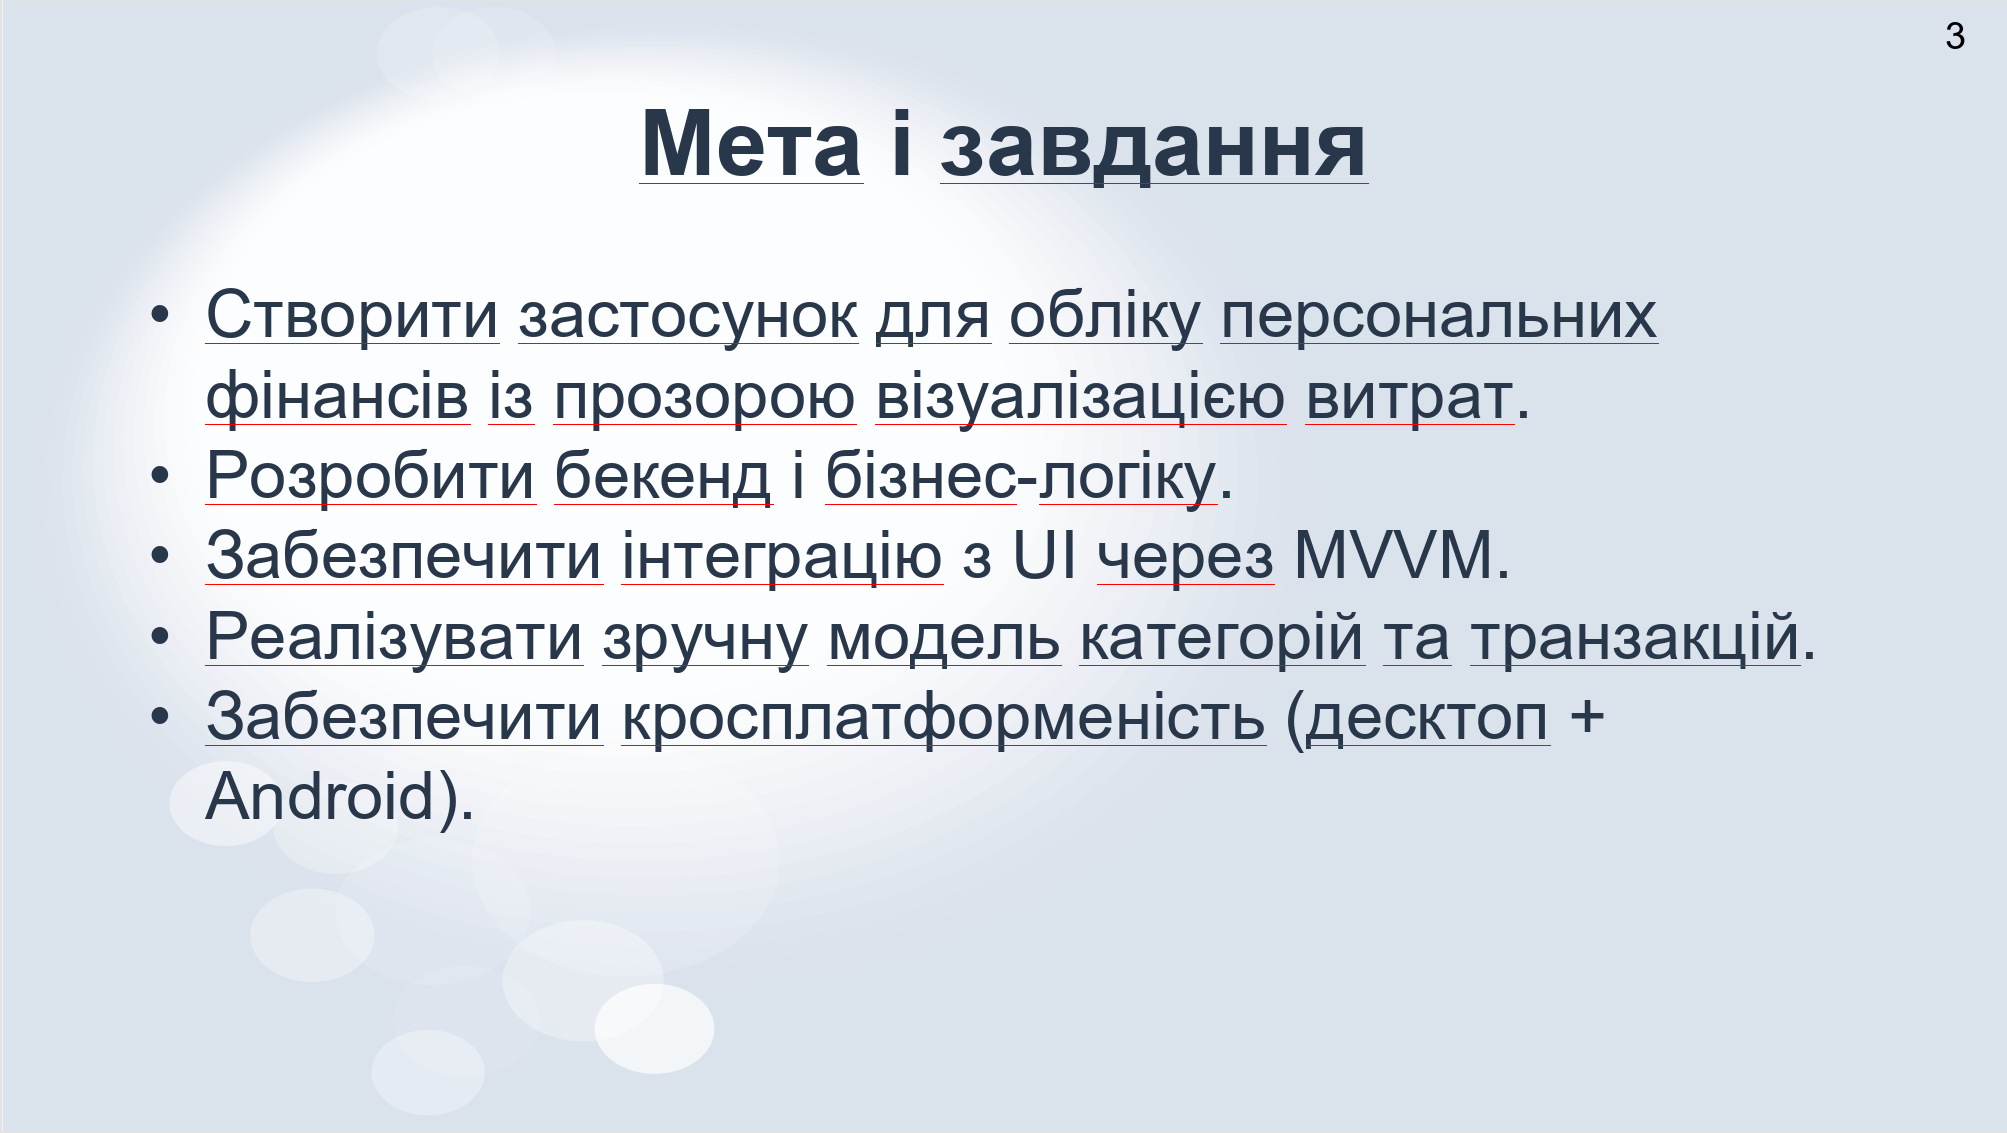 3
Мета і завдання
• Створити застосунок для обліку персональних
фінансів із прозорою візуалізацією витрат.
• Розробити бекенд і бізнес-логіку.
• Забезпечити інтеграцію з UI через MVVM.
• Реалізувати зручну модель категорій та транзакцій.
• Забезпечити кросплатформеність (десктоп +
Android).